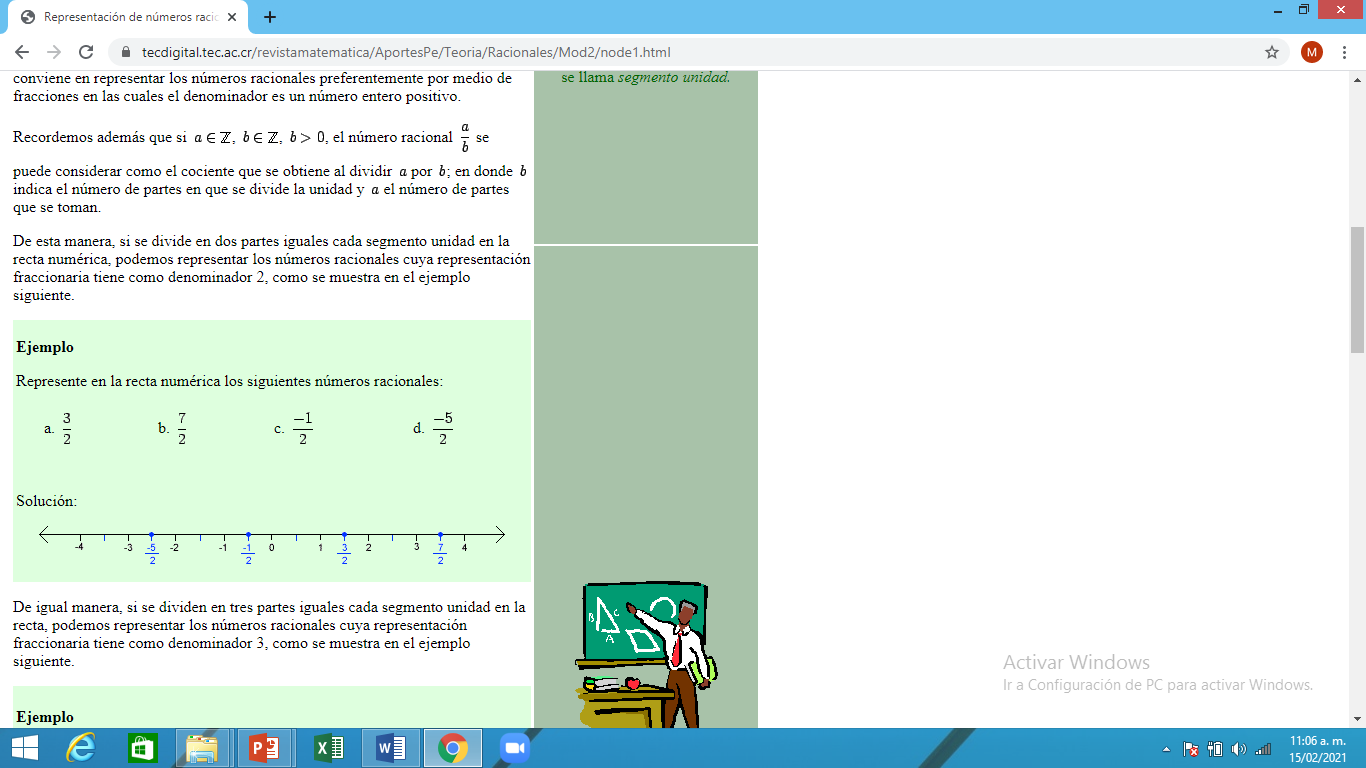 Representación de números racio
tecdigital.tec.ac.cr/revistamatematica/AportesPe/Teoria/Racionales/Mod2/node1.html
M
conviene en representar los números racionales preferentemente por medio de
fracciones en las cuales el denominador es un número entero positivo.
Recordemos además que si a ∈ ℤ, b ∈ ℤ, b > 0, el número racional a/b se
puede considerar como el cociente que se obtiene al dividir a por b; en donde b
indica el número de partes en que se divide la unidad y a el número de partes
que se toman.
De esta manera, si se divide en dos partes iguales cada segmento unidad en la
recta numérica, podemos representar los números racionales cuya representación
fraccionaria tiene como denominador 2, como se muestra en el ejemplo
siguiente.
Ejemplo
Represente en la recta numérica los siguientes números racionales:
a. 3/2 b. 7/2 c. −1/2 d. −5/2
Solución:
-4 -3 -5/2 -2 -1 -1/2 0 1 3/2 2 3 7/2 4
De igual manera, si se dividen en tres partes iguales cada segmento unidad en la
recta, podemos representar los números racionales cuya representación
fraccionaria tiene como denominador 3, como se muestra en el ejemplo
siguiente.
Ejemplo
se llama segmento unidad.
B C
A
Activar Windows
Ir a Configuración de PC para activar Windows.
11:06 a. m.
15/02/2021